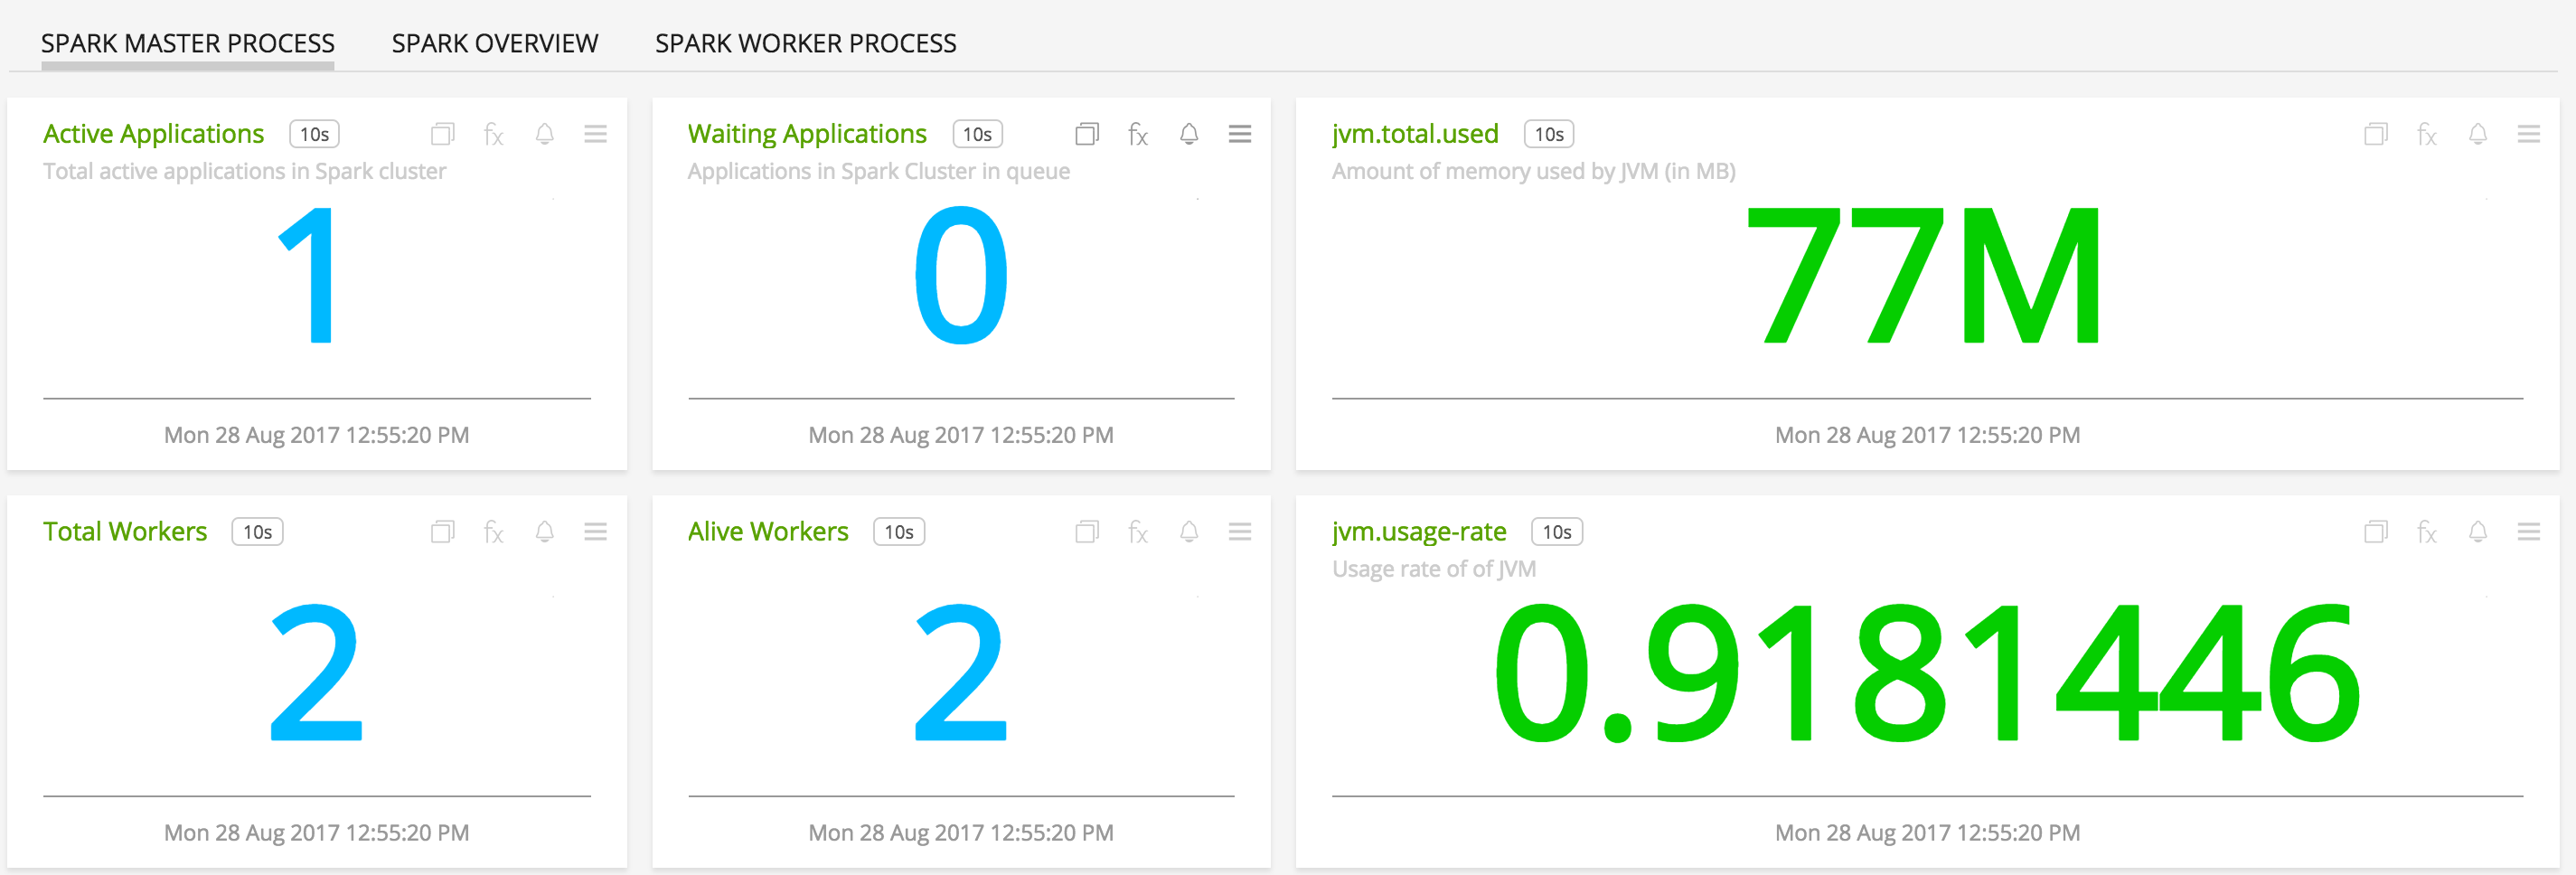 SPARK MASTER PROCESS SPARK OVERVIEW SPARK WORKER PROCESS
Active Applications 10s fx
Total active applications in Spark cluster
1
Mon 28 Aug 2017 12:55:20 PM
Waiting Applications 10s fx
Applications in Spark Cluster in queue
0
Mon 28 Aug 2017 12:55:20 PM
jvm.total.used 10s fx
Amount of memory used by JVM (in MB)
77M
Mon 28 Aug 2017 12:55:20 PM
Total Workers 10s fx
2
Mon 28 Aug 2017 12:55:20 PM
Alive Workers 10s fx
2
Mon 28 Aug 2017 12:55:20 PM
jvm.usage-rate 10s fx
Usage rate of of JVM
0.9181446
Mon 28 Aug 2017 12:55:20 PM